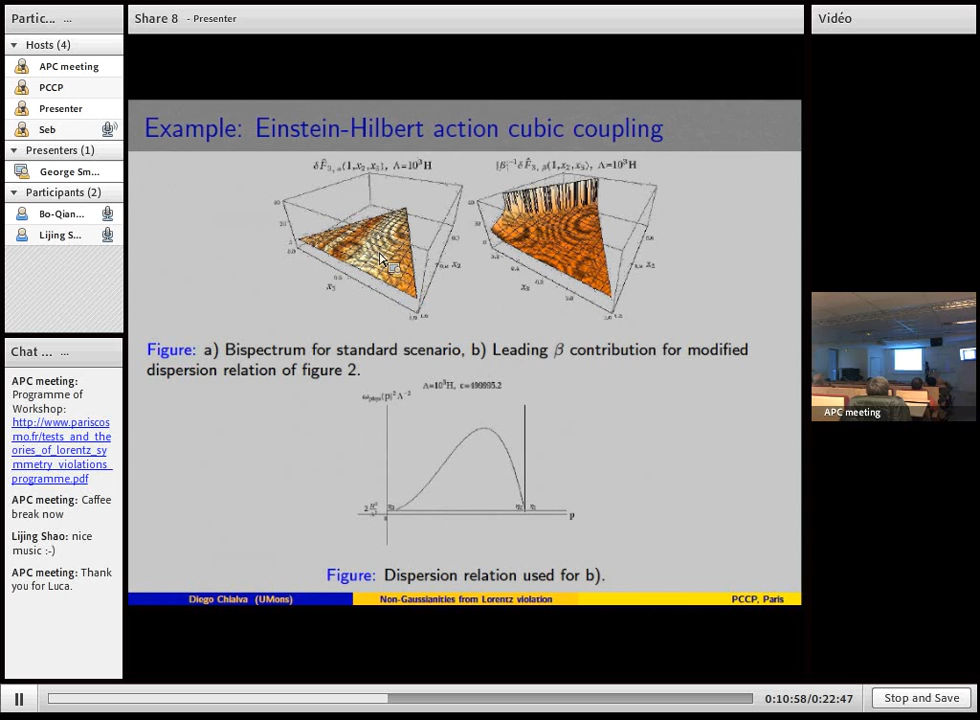 Partic... ...
Share 8 - Presenter
Vidéo
Hosts (4)
APC meeting
PCCP
Presenter
Seb
Presenters (1)
George Sm...
Participants (2)
Bo-Qian...
Lijing S...
Chat ... ...
APC meeting:
Programme of
Workshop:
http://www.pariscos
mo.fr/tests_and_the
ories_of_lorentz_sy
mmetry_violations_
programme.pdf
APC meeting: Caffee
break now
Lijing Shao: nice
music :-)
APC meeting: Thank
you for Luca.
Example: Einstein-Hilbert action cubic coupling
Figure: a) Bispectrum for standard scenario, b) Leading β contribution for modified
dispersion relation of figure 2.
Λ=10³H, ε=499995.2
p
Figure: Dispersion relation used for b).
Diego Chialva (UMons) Non-Gaussianities from Lorentz violation PCCP, Paris
APC meeting
0:10:58/0:22:47
Stop and Save